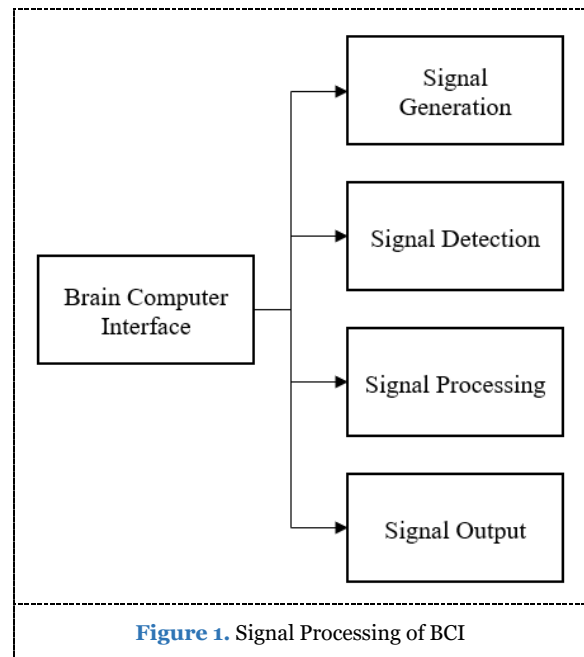 Signal
Generation
Signal Detection
Brain Computer
Interface
Signal Processing
Signal Output
Figure 1. Signal Processing of BCI